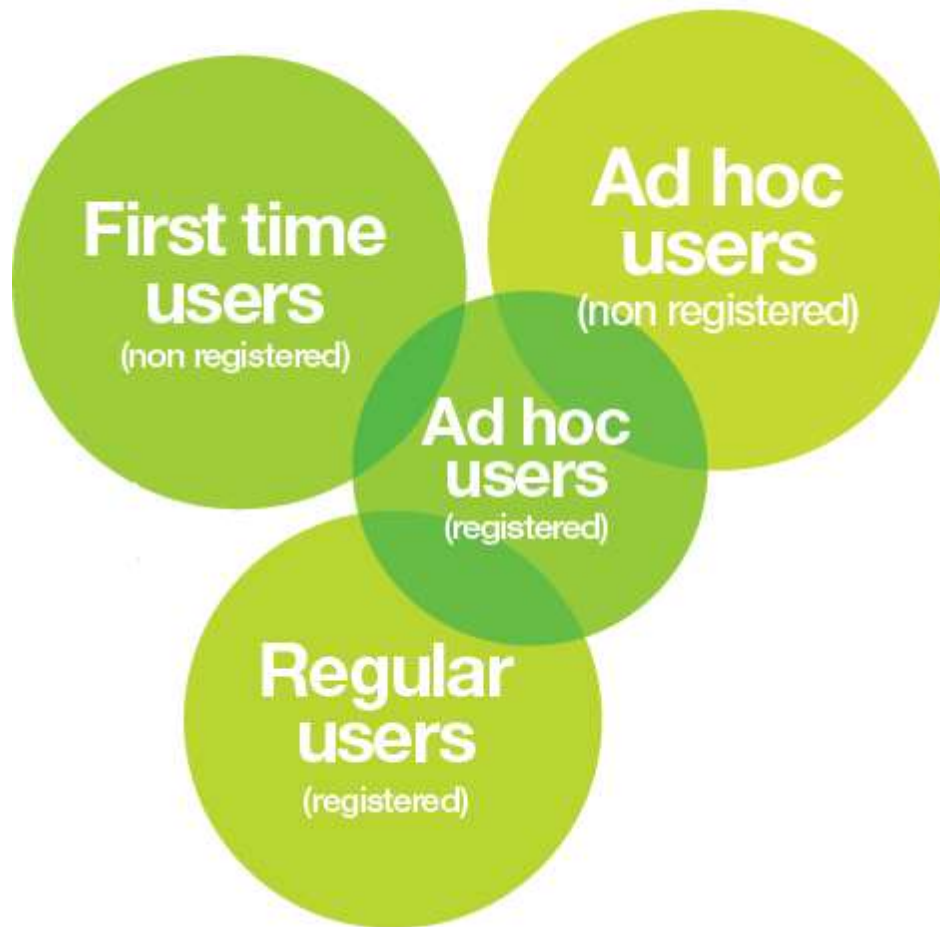 First time
users
(non registered)
Ad hoc
users
(non registered)
Ad hoc
users
(registered)
Regular
users
(registered)